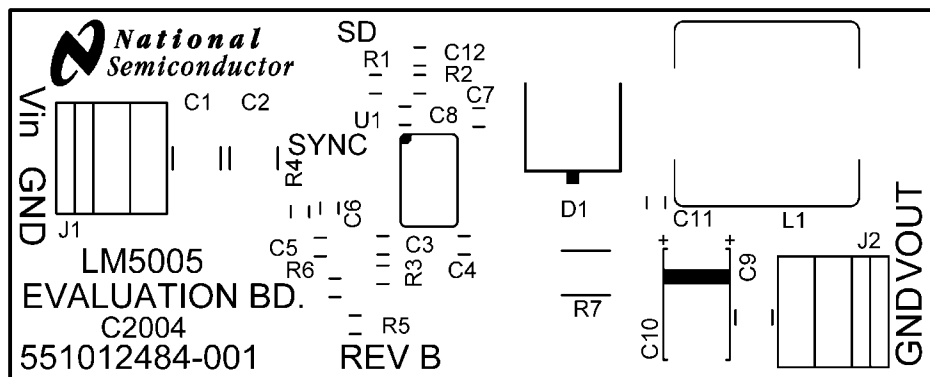 National
Semiconductor
SD
R1
C12
R2
C7
C8
U1
C1
C2
Vin
GND
J1
SYNC
R4
C6
C5
R6
C3
R3
C4
R5
D1
R7
C11
L1
J2
C9
C10
GND VOUT
LM5005
EVALUATION BD.
C2004
551012484-001
REV B
+ +